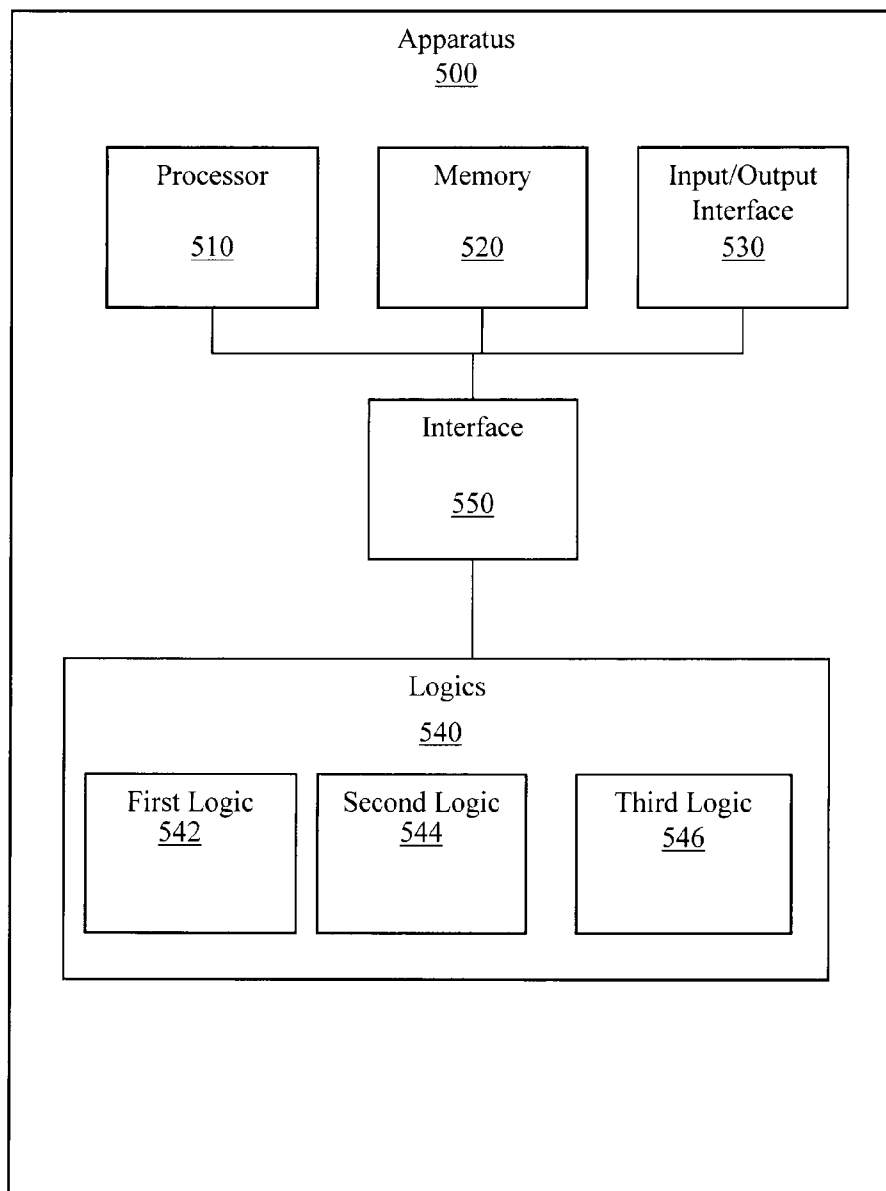 Apparatus
500
Processor
510
Memory
520
Input/Output
Interface
530
Interface
550
Logics
540
First Logic
542
Second Logic
544
Third Logic
546